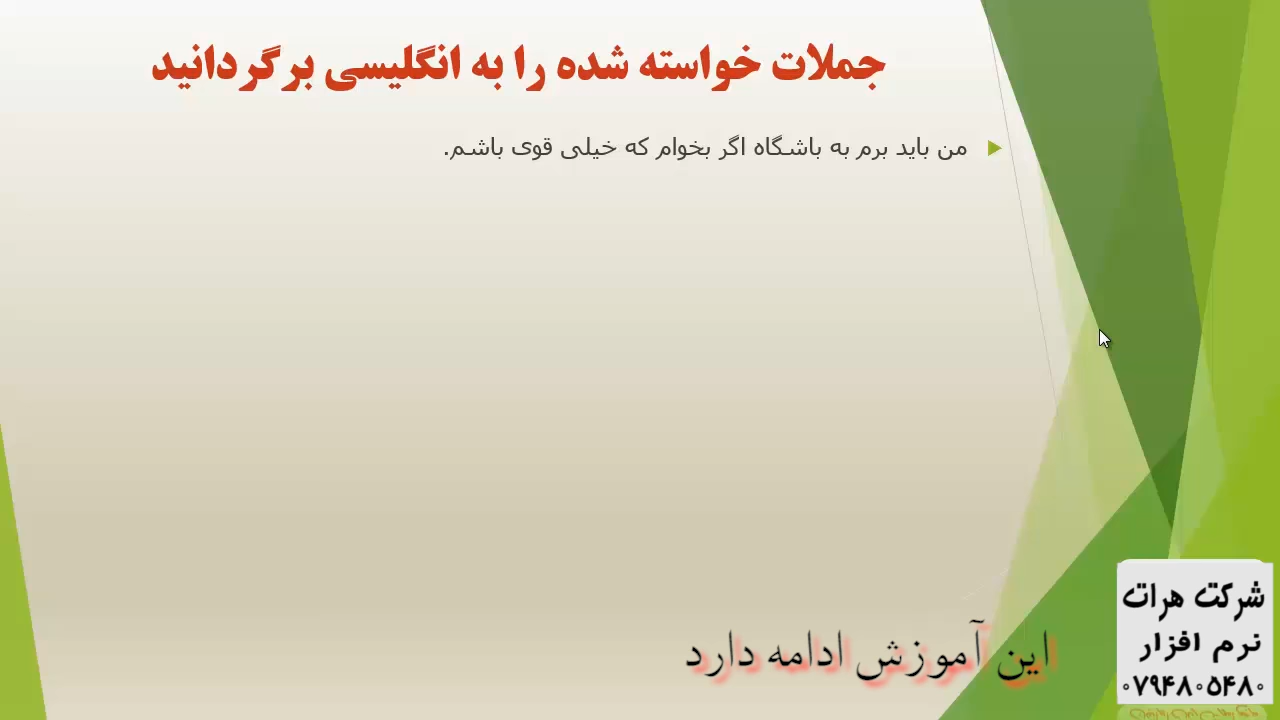 جملات خواسته شده را به انگلیسی برگردانید
من باید برم به باشگاه اگر بخوام که خیلی قوی باشم.
این آموزش ادامه دارد
شرکت هرات
نرم افزار
۰۷۹۴۸۰۵۴۸۰